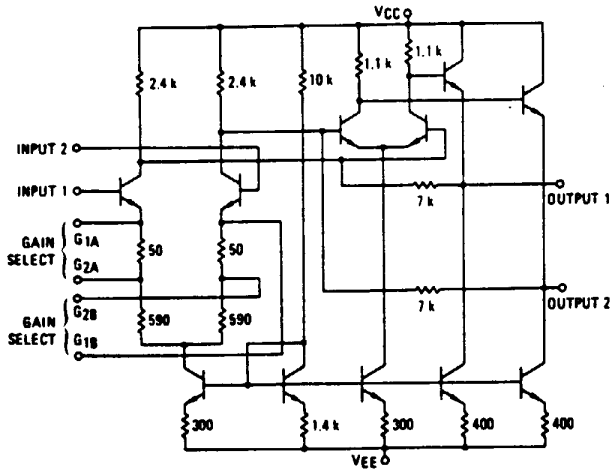 VCC
1.1 k
1.1 k
2.4 k
2.4 k
10 k
INPUT 2
INPUT 1
7 k
OUTPUT 1
GAIN SELECT
G1A
G2A
50
50
7 k
OUTPUT 2
GAIN SELECT
G2B
G1B
590
590
300
1.4 k
300
400
400
VEE